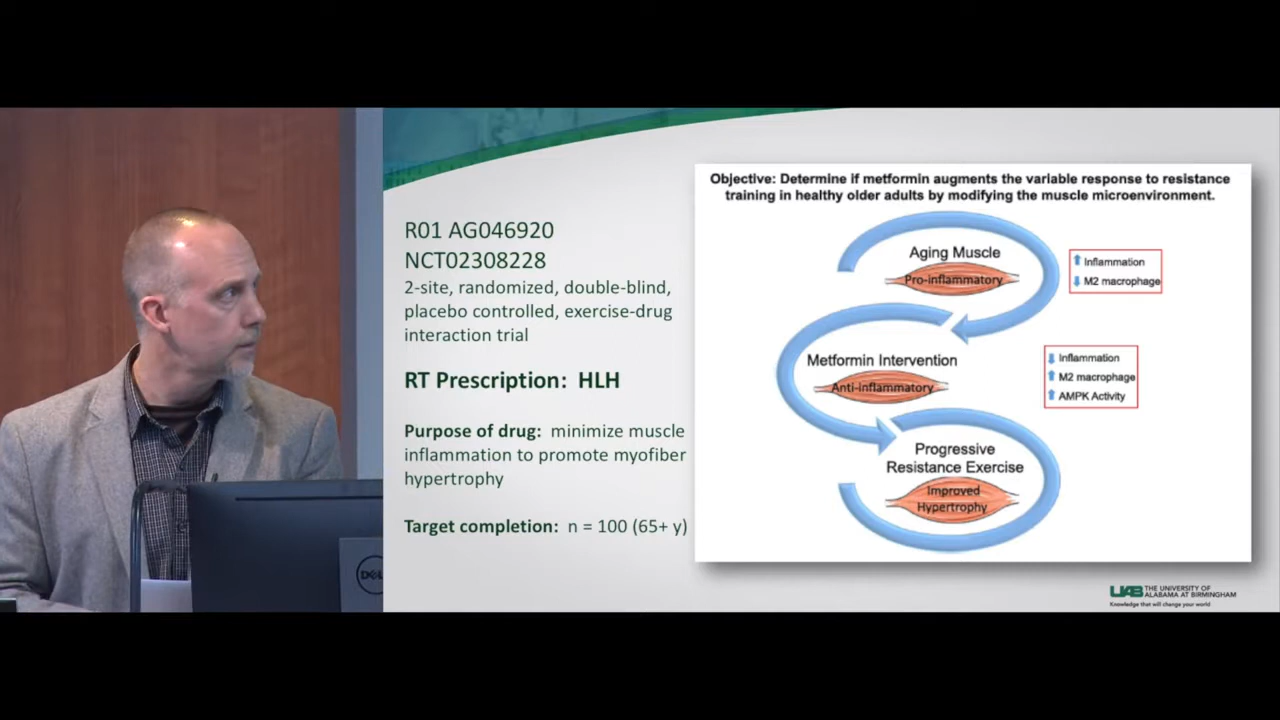 R01 AG046920
NCT02308228
2-site, randomized, double-blind,
placebo controlled, exercise-drug
interaction trial
RT Prescription: HLH
Purpose of drug: minimize muscle
inflammation to promote myofiber
hypertrophy
Target completion: n = 100 (65+ y)
Objective: Determine if metformin augments the variable response to resistance
training in healthy older adults by modifying the muscle microenvironment.
Aging Muscle
Pro-inflammatory
Inflammation
M2 macrophage
Metformin Intervention
Anti-inflammatory
Inflammation
M2 macrophage
AMPK Activity
Progressive
Resistance Exercise
Improved
Hypertrophy
DELL
UAB THE UNIVERSITY OF
ALABAMA AT BIRMINGHAM
Knowledge that will change your world